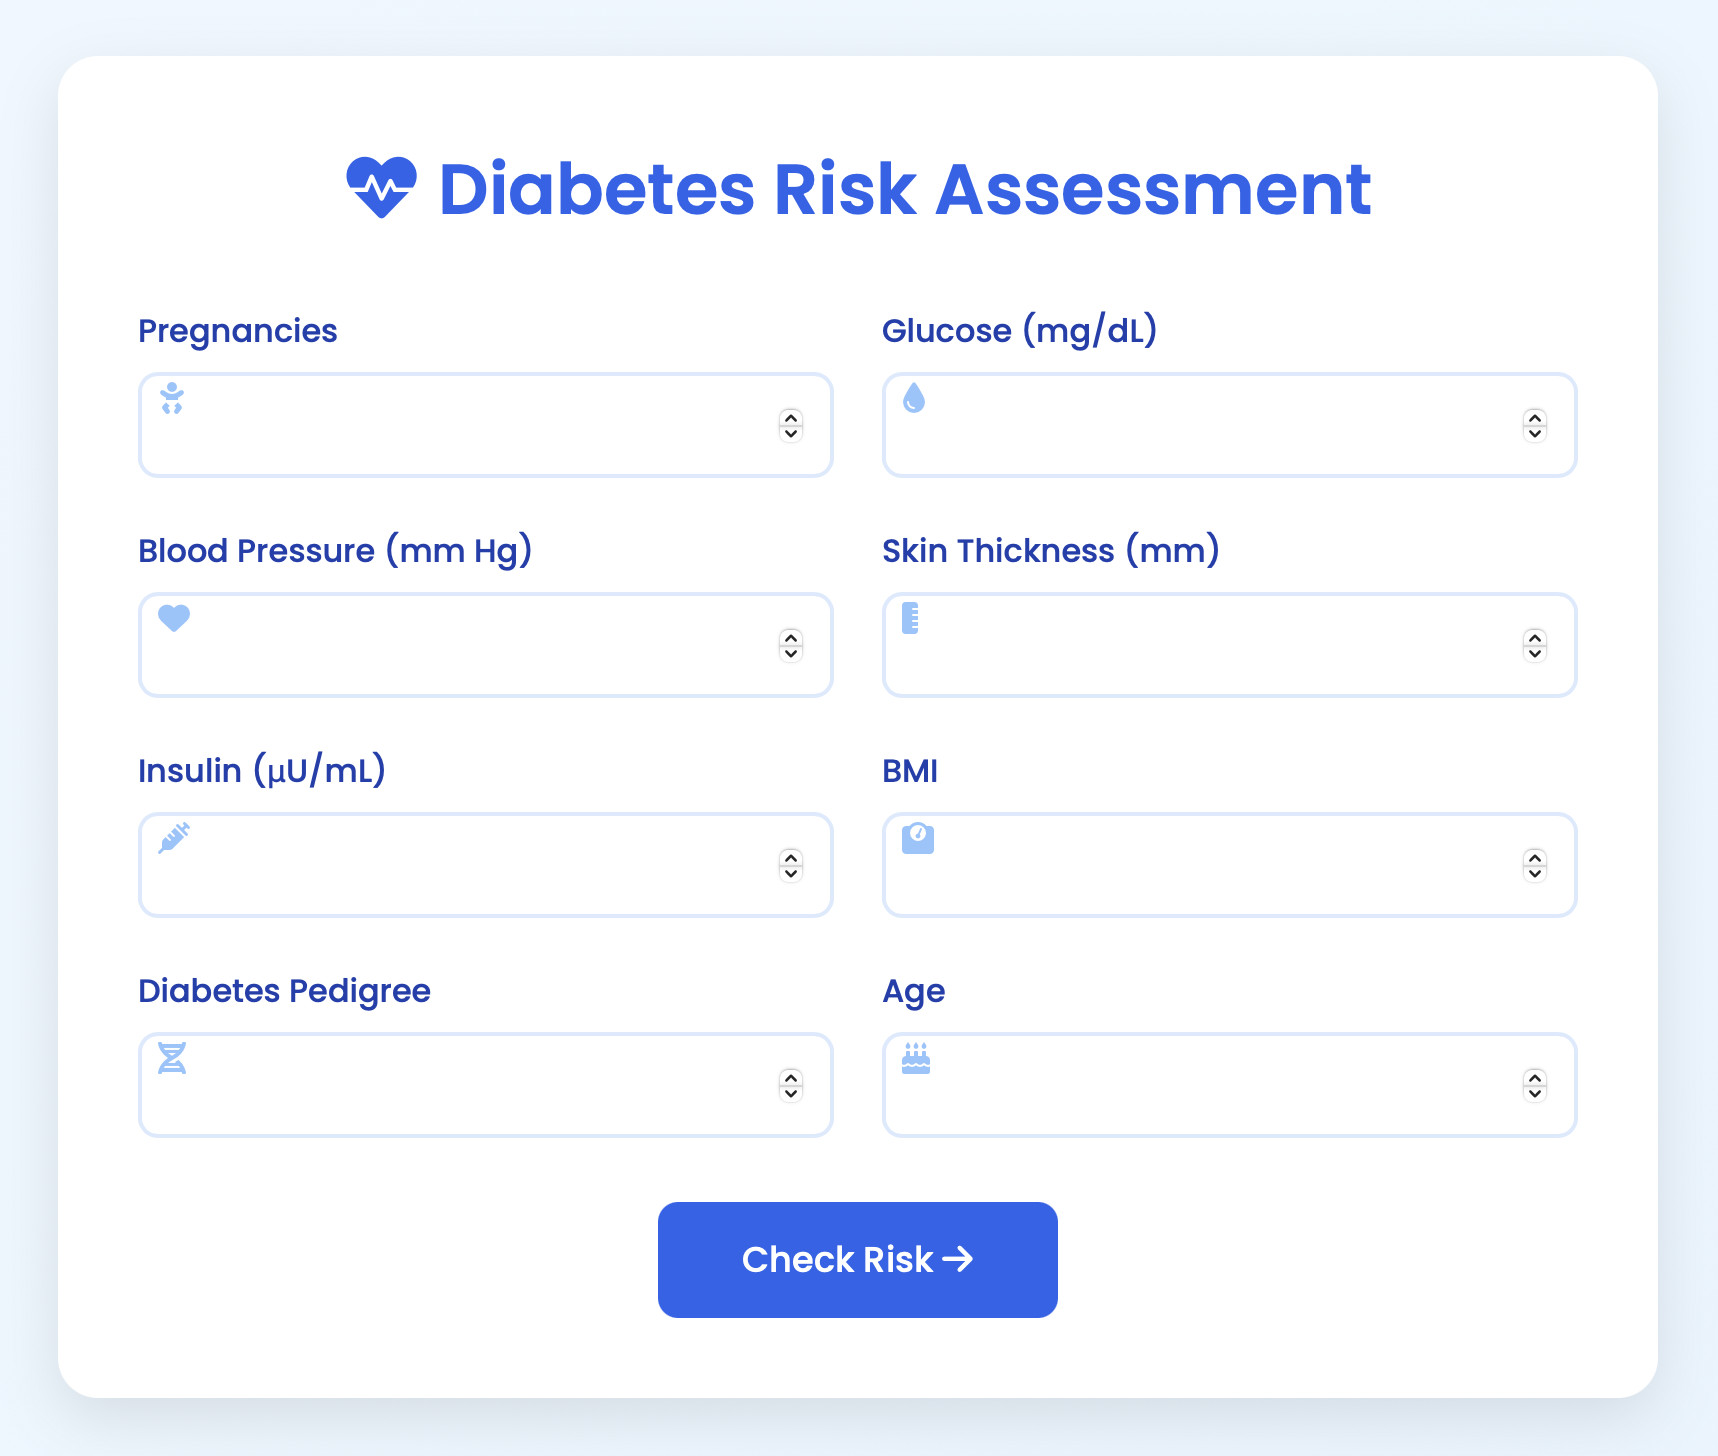 Diabetes Risk Assessment
Pregnancies
Glucose (mg/dL)
Blood Pressure (mm Hg)
Skin Thickness (mm)
Insulin (μU/mL)
BMI
Diabetes Pedigree
Age
Check Risk